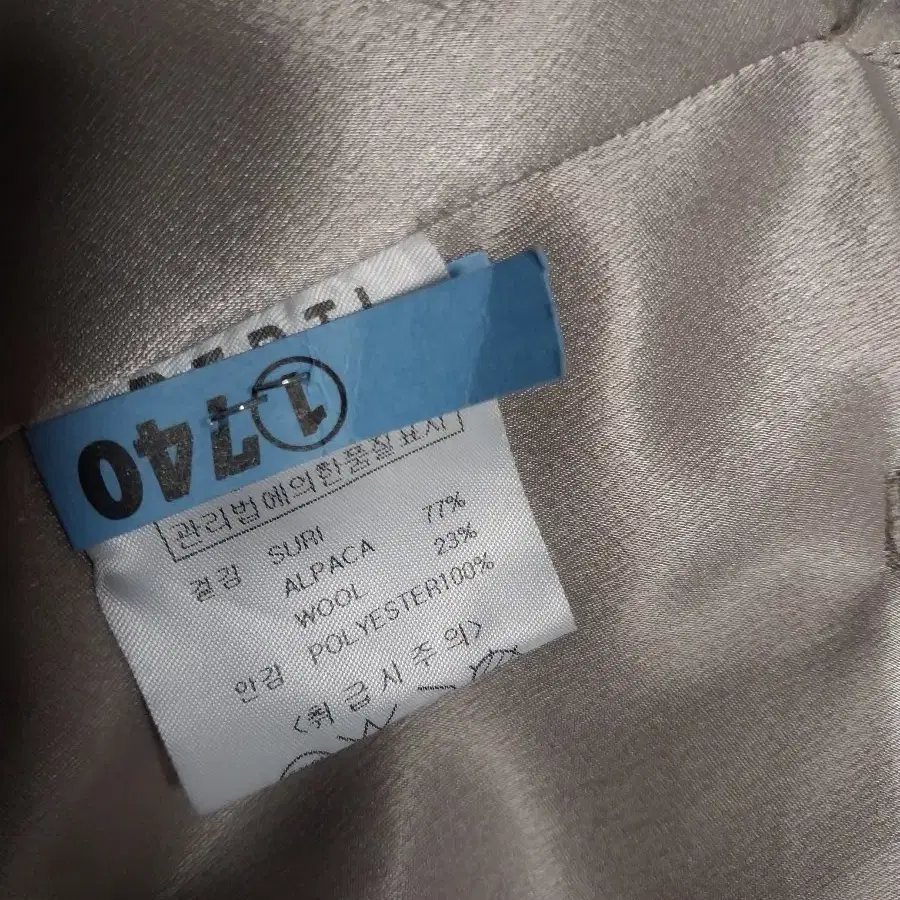 ①740
관리법에의한품질표시
겉감 SURI
ALPACA 77%
WOOL 23%
안감 POLYESTER100%
<취급시주의>